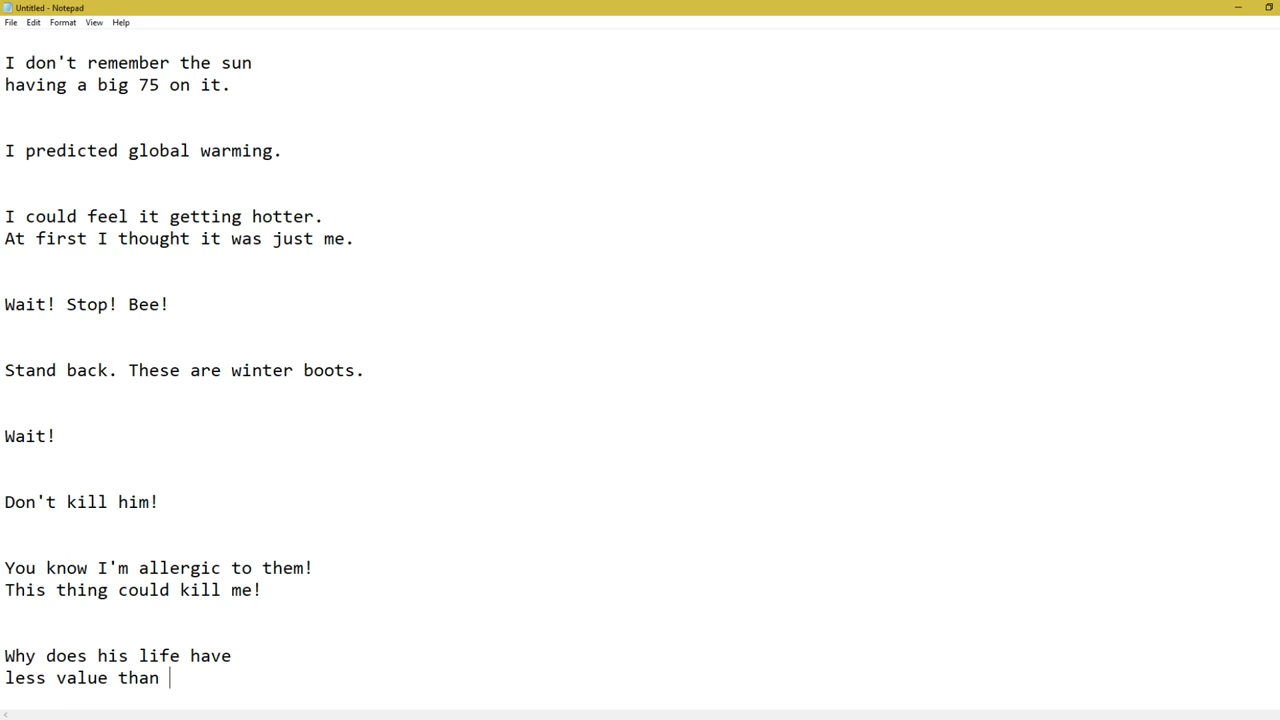 Untitled - Notepad
File Edit Format View Help
I don't remember the sun
having a big 75 on it.
I predicted global warming.
I could feel it getting hotter.
At first I thought it was just me.
Wait! Stop! Bee!
Stand back. These are winter boots.
Wait!
Don't kill him!
You know I'm allergic to them!
This thing could kill me!
Why does his life have
less value than